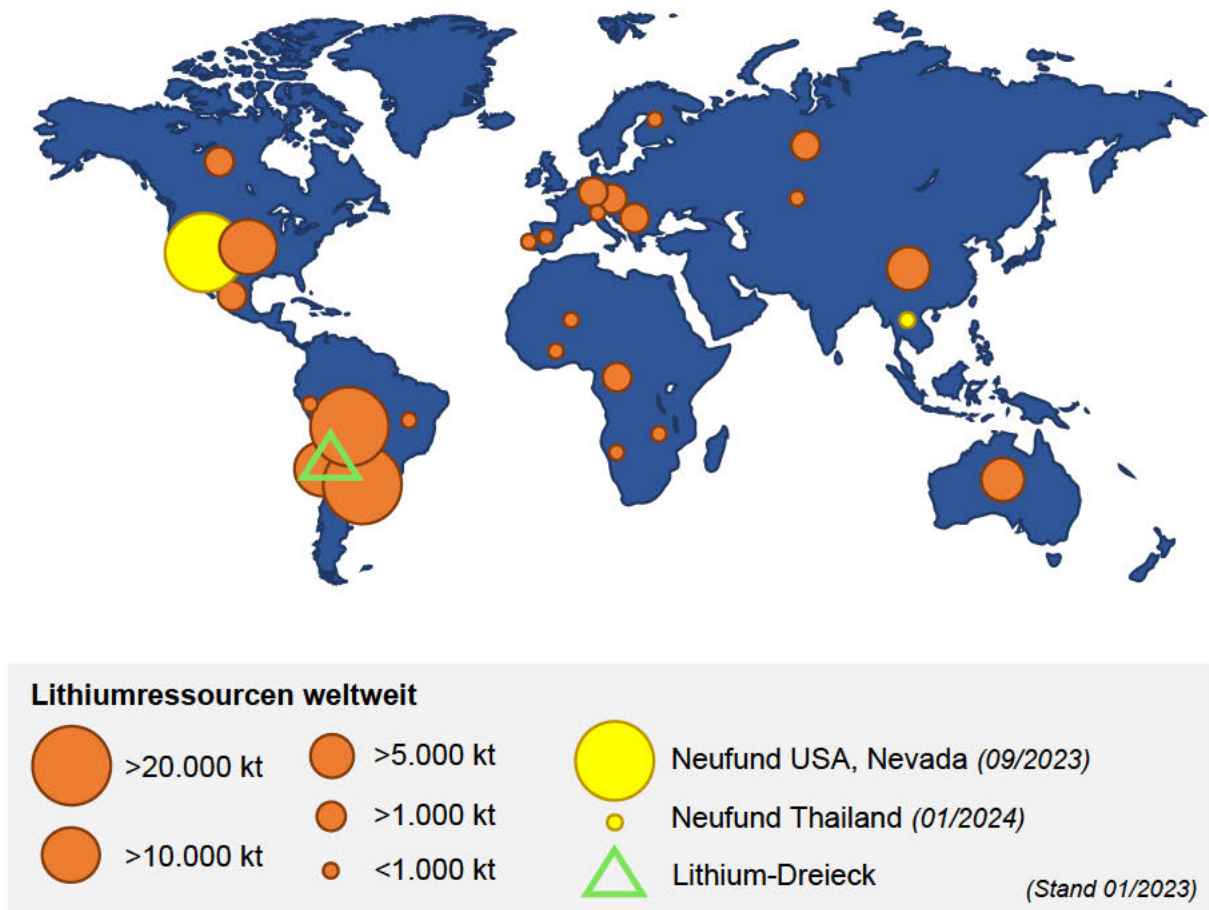 Lithiumressourcen weltweit
>20.000 kt
>10.000 kt
>5.000 kt
>1.000 kt
<1.000 kt
Neufund USA, Nevada (09/2023)
Neufund Thailand (01/2024)
Lithium-Dreieck
(Stand 01/2023)